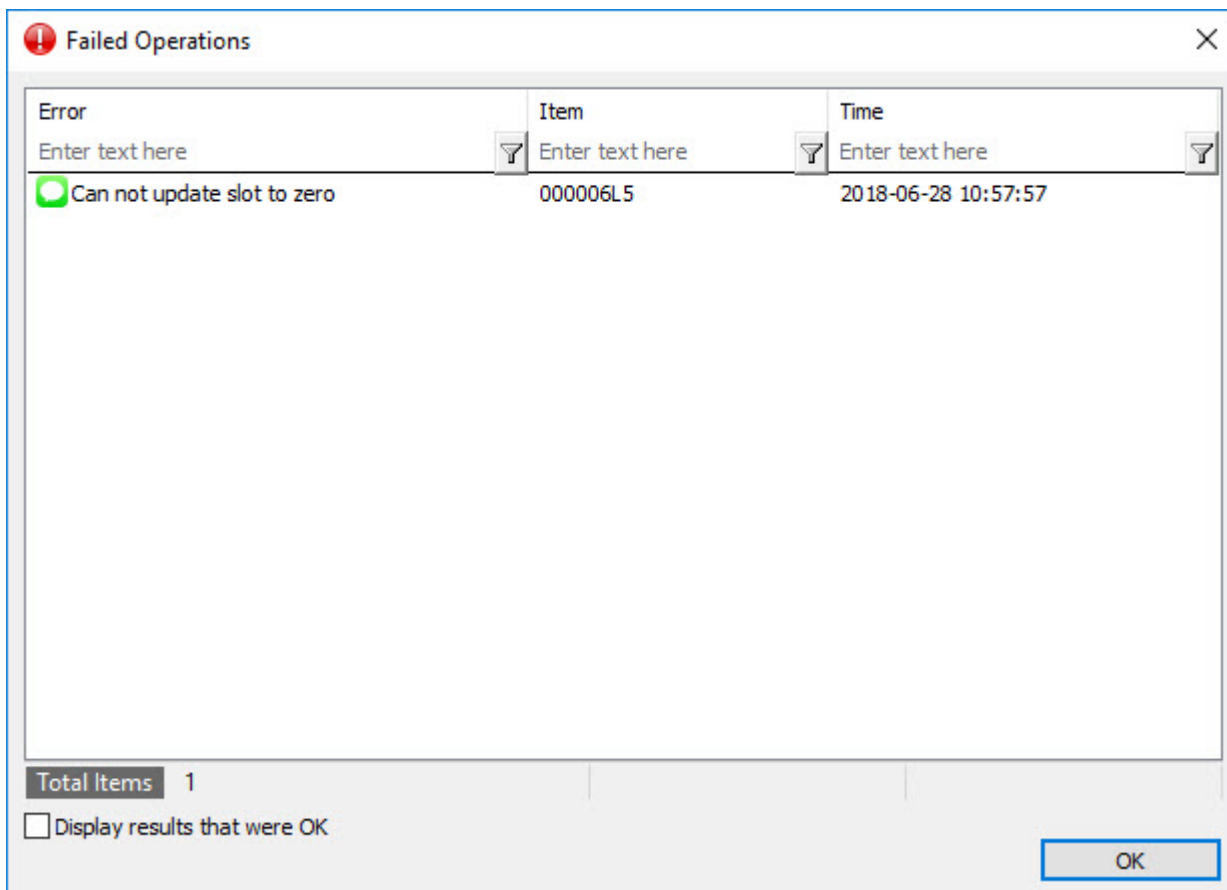 Failed Operations
Error Item Time
Enter text here Enter text here Enter text here
Can not update slot to zero 000006L5 2018-06-28 10:57:57
Total Items 1
Display results that were OK
OK